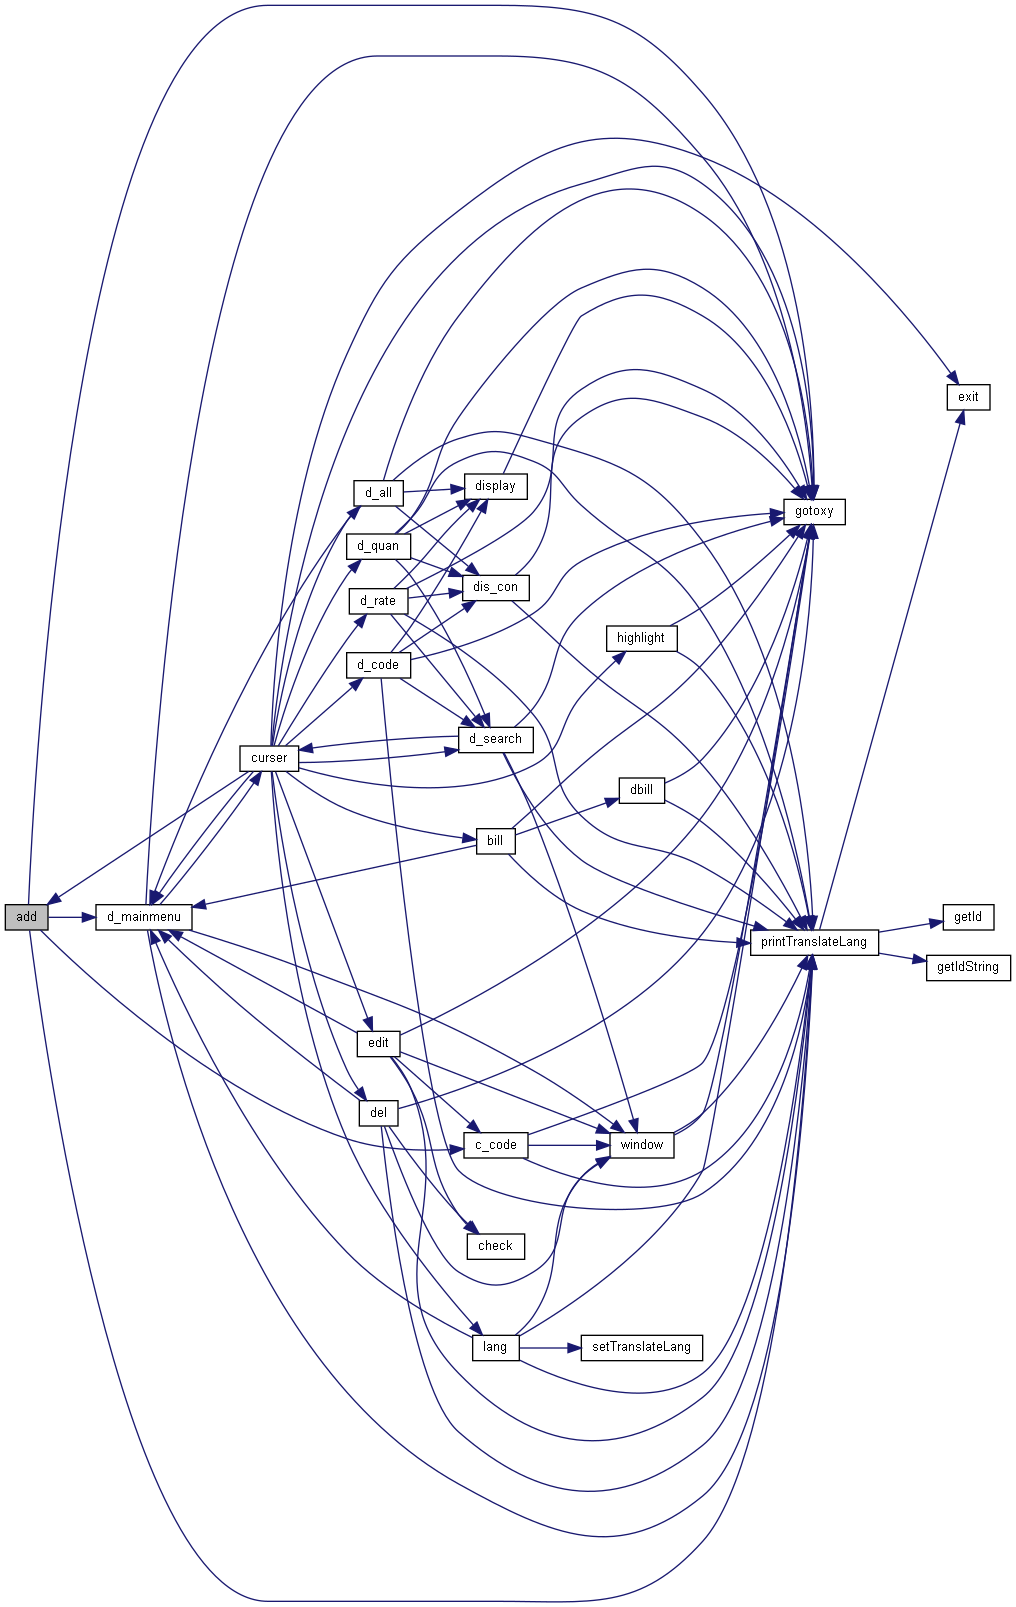 exit
display
d_all
gotoxy
d_quan
dis_con
d_rate
highlight
d_code
d_search
curser
dbill
bill
add
d_mainmenu
getId
printTranslateLang
getIdString
edit
del
c_code
window
check
lang
setTranslateLang